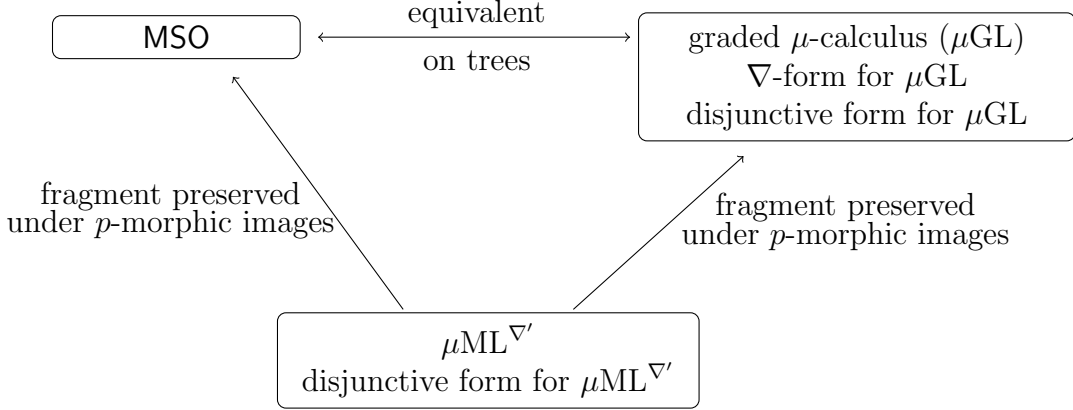 MSO
equivalent
on trees
graded μ-calculus (μGL)
∇-form for μGL
disjunctive form for μGL
fragment preserved
under p-morphic images
fragment preserved
under p-morphic images
μML^∇′
disjunctive form for μML^∇′